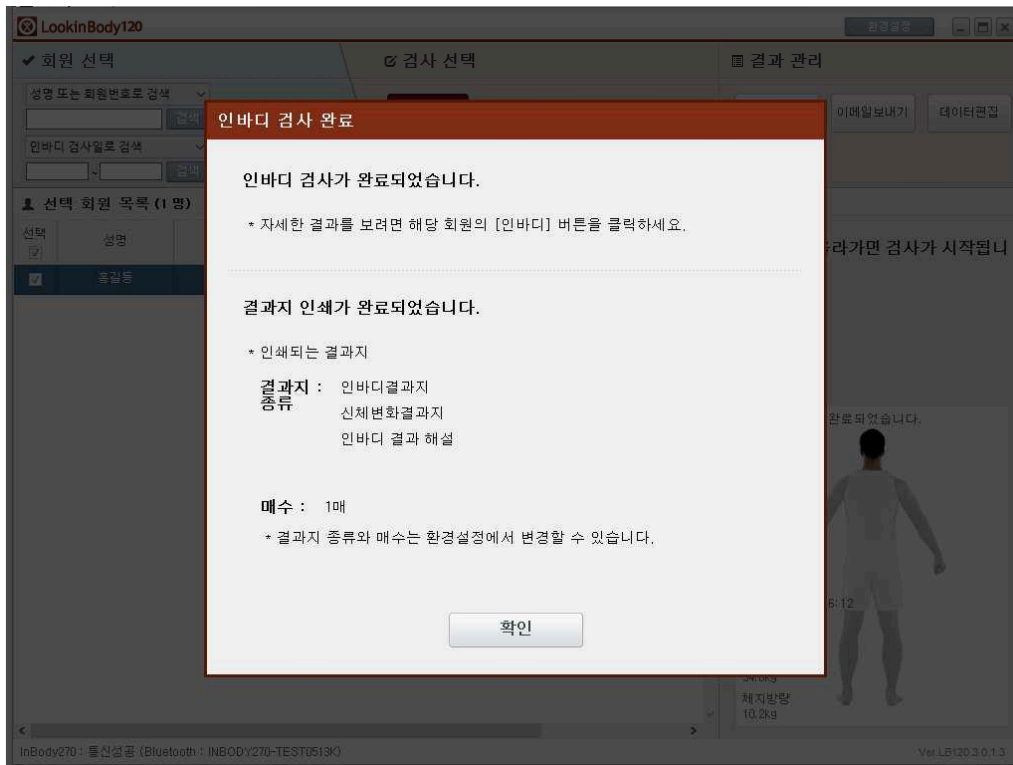 LookinBody120
환경설정
회원 선택
검사 선택
결과 관리
성명 또는 회원번호로 검색
검색
이메일보내기
데이터편집
인바디 검사일로 검색
~
검색
선택 회원 목록 (1 명)
선택
성명
홍길동
라가면 검사가 시작됩니
인바디 검사 완료
인바디 검사가 완료되었습니다.
* 자세한 결과를 보려면 해당 회원의 [인바디] 버튼을 클릭하세요.
결과지 인쇄가 완료되었습니다.
* 인쇄되는 결과지
결과지 : 인바디결과지
종류
신체변화결과지
인바디 결과 해설
매수 : 1매
* 결과지 종류와 매수는 환경설정에서 변경할 수 있습니다.
확인
완료되었습니다.
6:12
체지방량
10.2kg
InBody270 : 통신성공 (Bluetooth : INBODY270-TEST0513K)
Ver.LB120.3.0.1.3